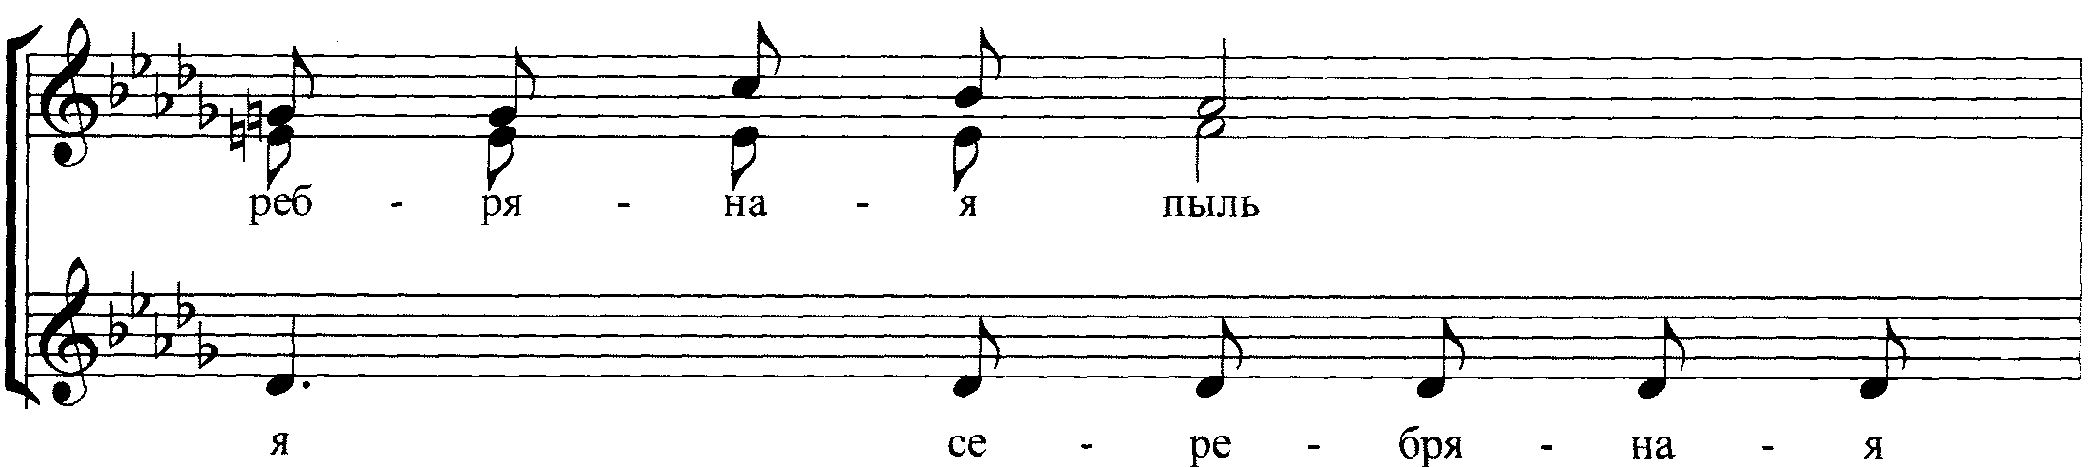 реб - ря - на - я пыль
я се - ре - бря - на - я